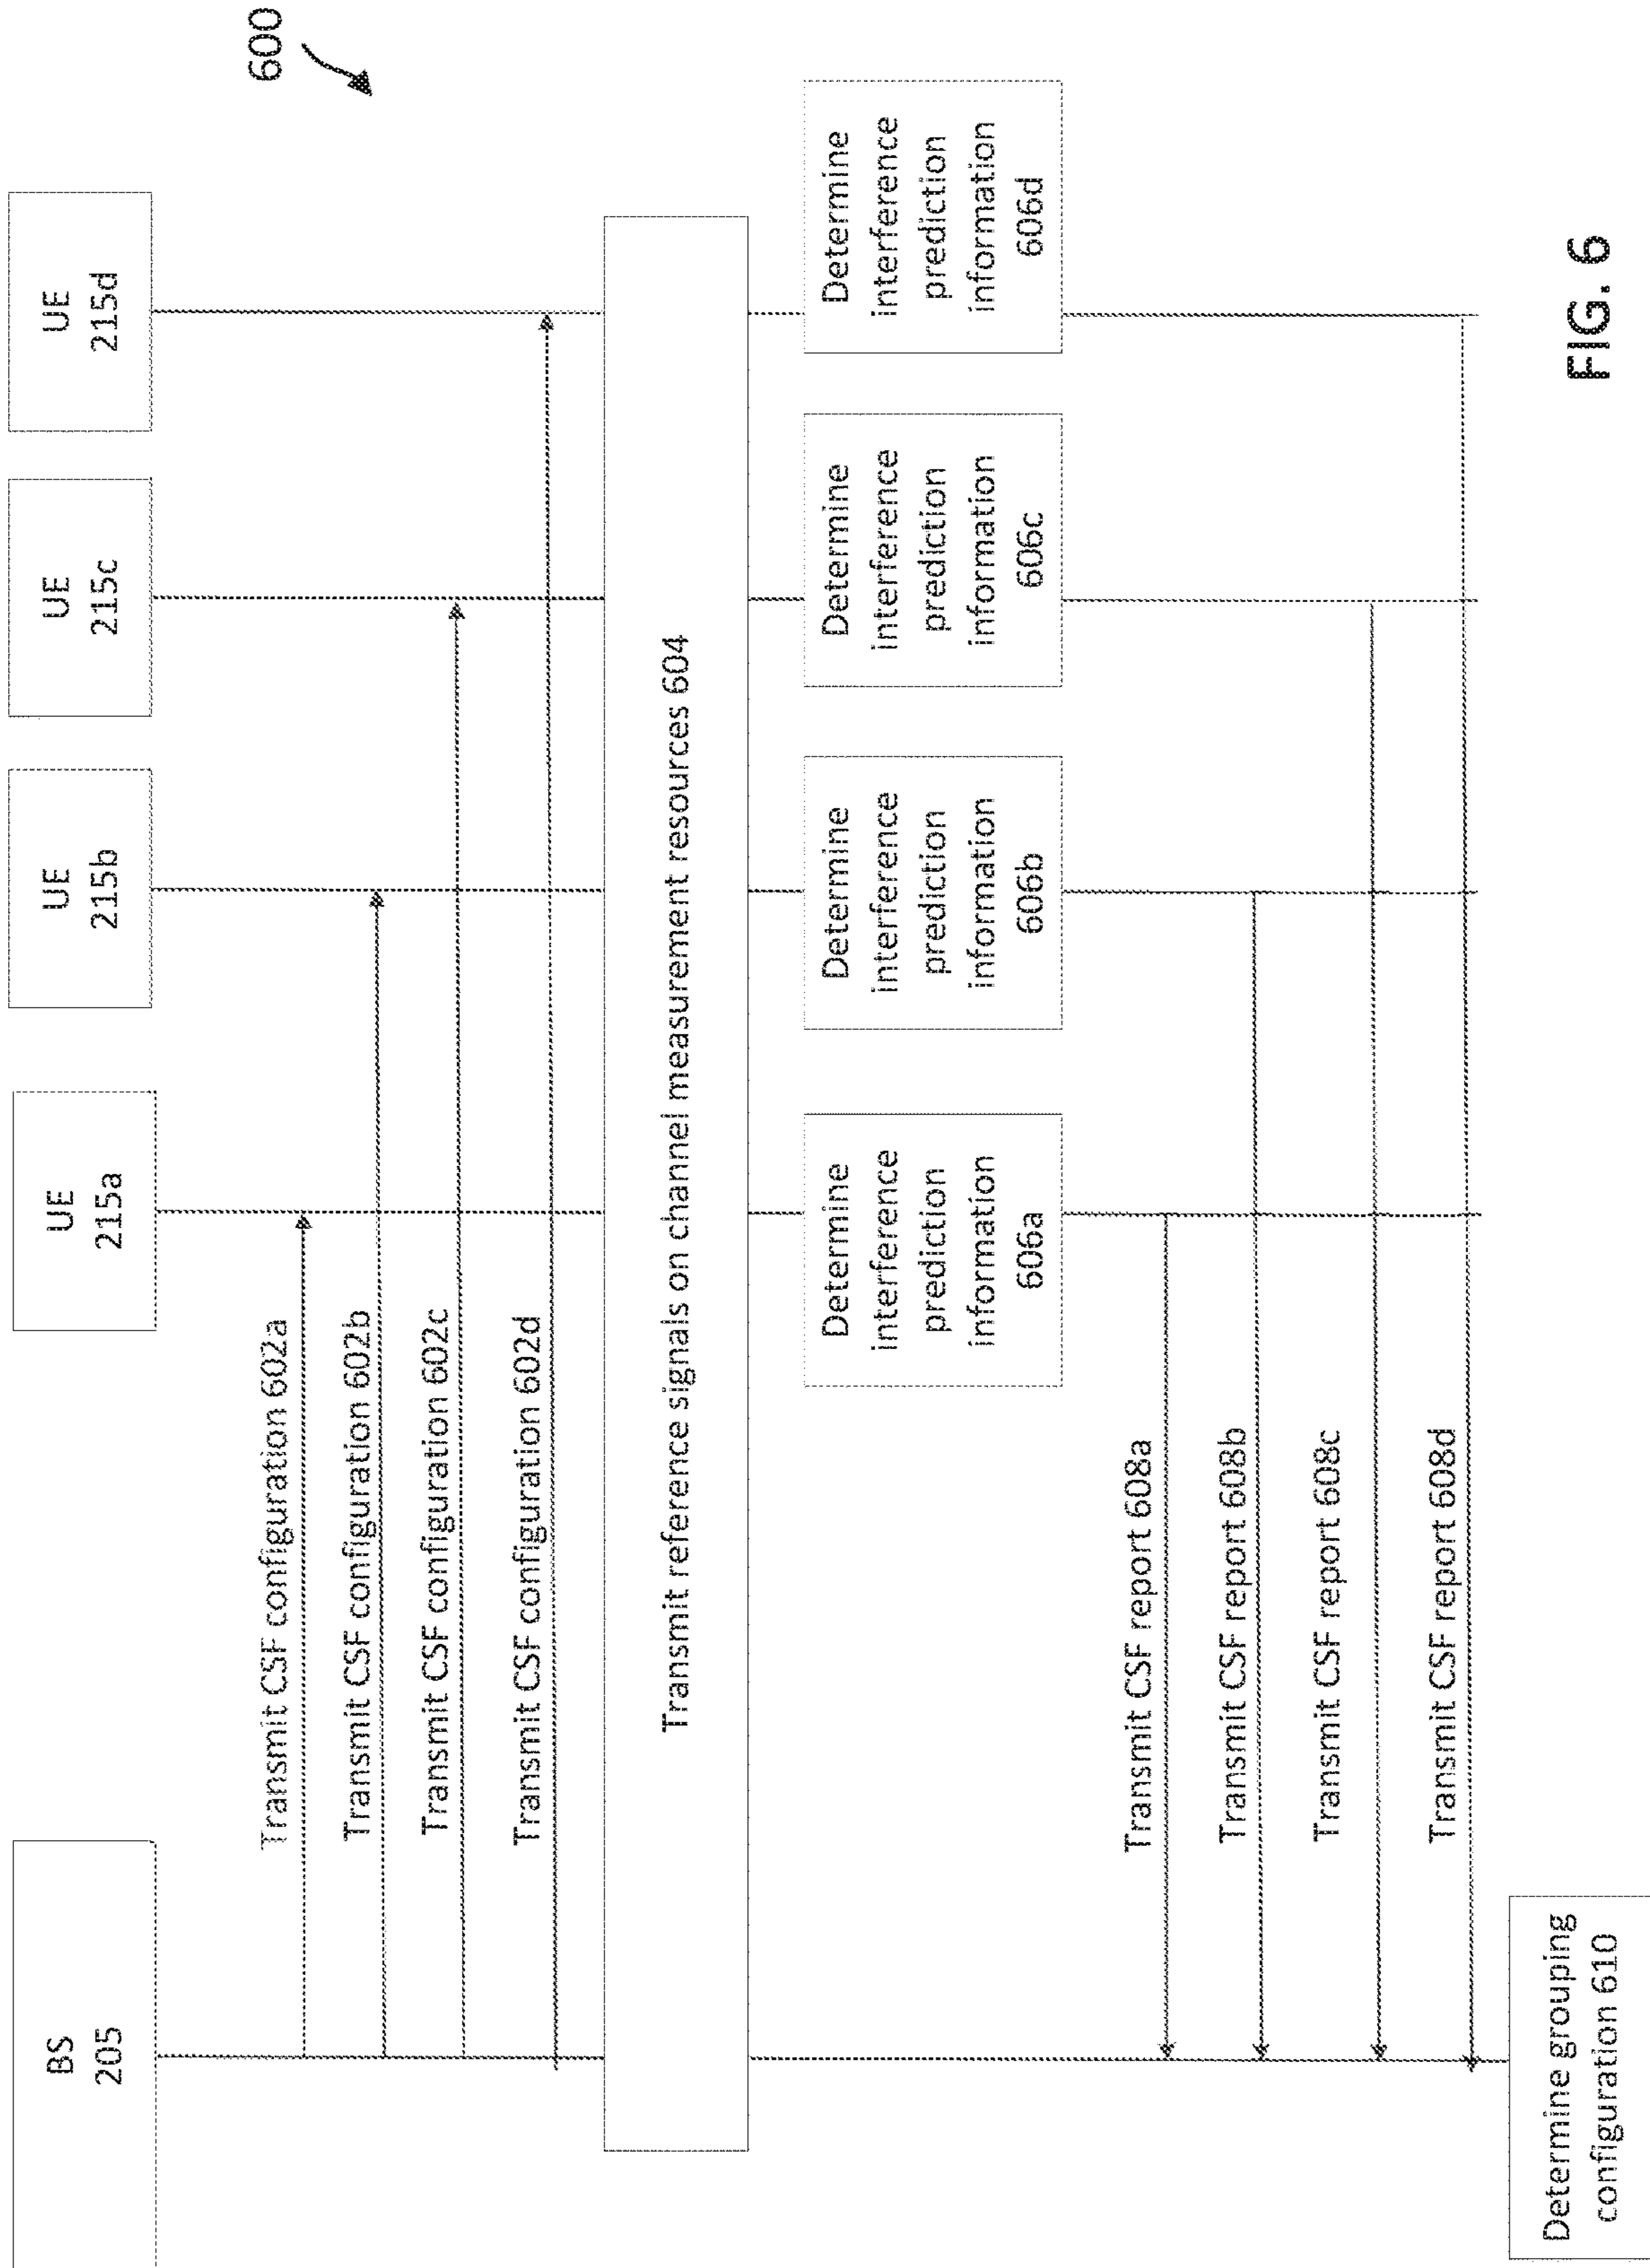 600
BS
205
UE
215a
UE
215b
UE
215c
UE
215d
Transmit CSF configuration 602a
Transmit CSF configuration 602b
Transmit CSF configuration 602c
Transmit CSF configuration 602d
Transmit reference signals on channel measurement resources 604
Determine
interference
prediction
information
606a
Determine
interference
prediction
information
606b
Determine
interference
prediction
information
606c
Determine
interference
prediction
information
606d
Transmit CSF report 608a
Transmit CSF report 608b
Transmit CSF report 608c
Transmit CSF report 608d
Determine grouping
configuration 610
FIG. 6